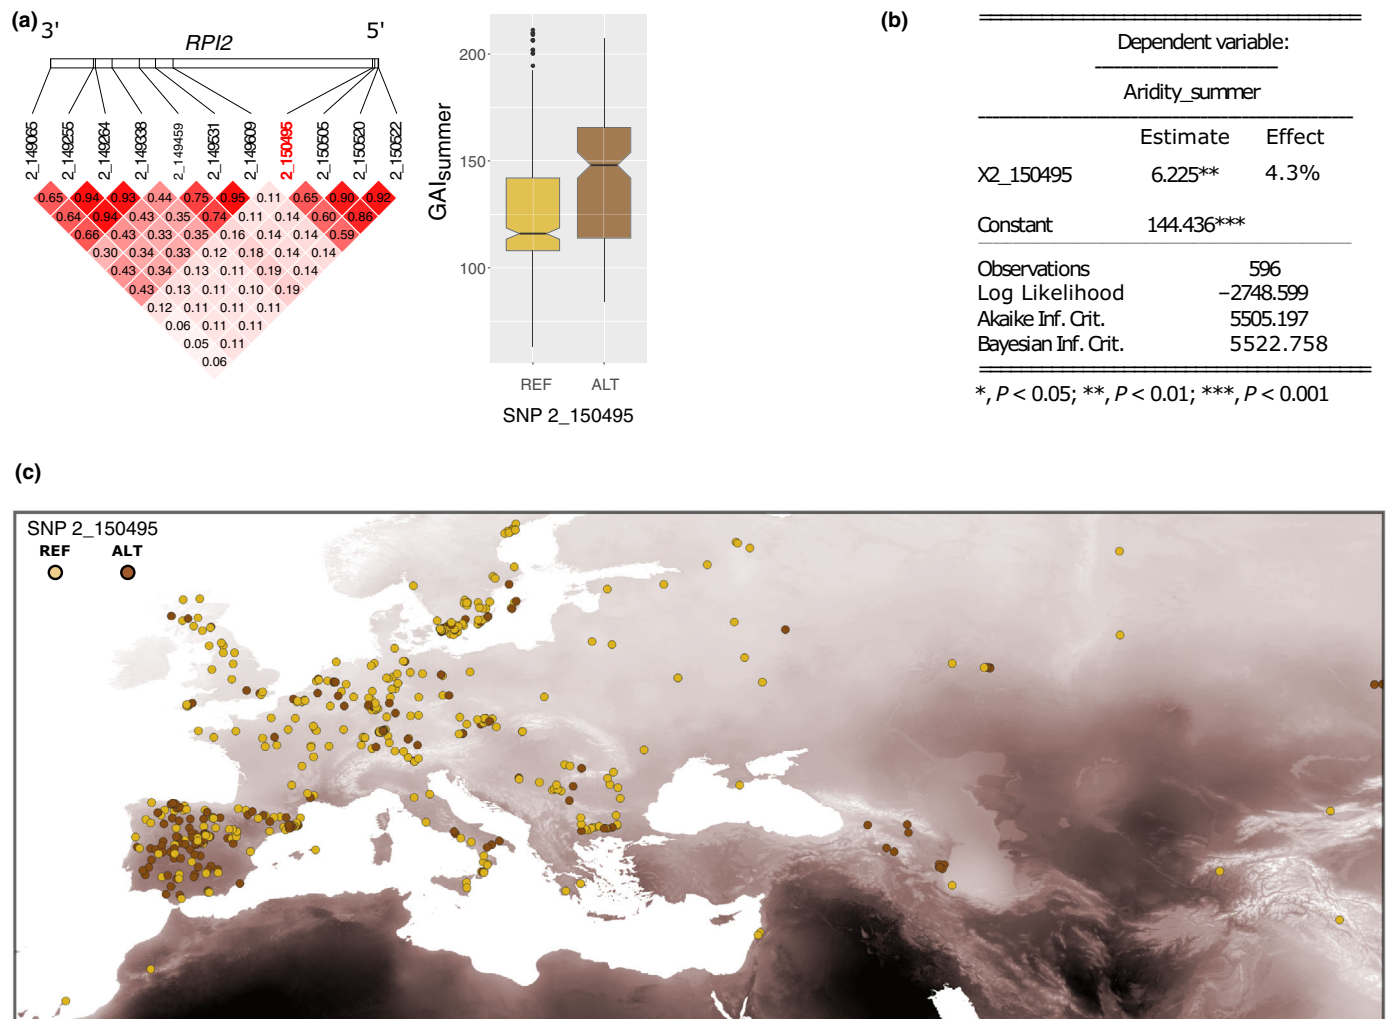 (a)
3'
RPI2
5'
2_149065
2_149255
2_149264
2_149338
2_149459
2_149531
2_149609
2_150495
2_150505
2_150520
2_150522
0.65 0.94 0.93 0.44 0.75 0.95 0.11 0.65 0.90 0.92
0.64 0.94 0.43 0.35 0.74 0.11 0.14 0.60 0.86
0.66 0.43 0.33 0.35 0.16 0.14 0.14 0.59
0.30 0.34 0.33 0.12 0.18 0.14 0.14
0.43 0.34 0.13 0.11 0.19 0.14
0.43 0.13 0.11 0.10 0.19
0.12 0.11 0.11 0.11
0.06 0.11 0.11
0.05 0.11
0.06
GAIsummer
200
150
100
REF ALT
SNP 2_150495
(b)
Dependent variable:
Aridity_summer
Estimate Effect
X2_150495 6.225** 4.3%
Constant 144.436***
Observations 596
Log Likelihood −2748.599
Akaike Inf. Crit. 5505.197
Bayesian Inf. Crit. 5522.758
*, P < 0.05; **, P < 0.01; ***, P < 0.001
(c)
SNP 2_150495
REF ALT